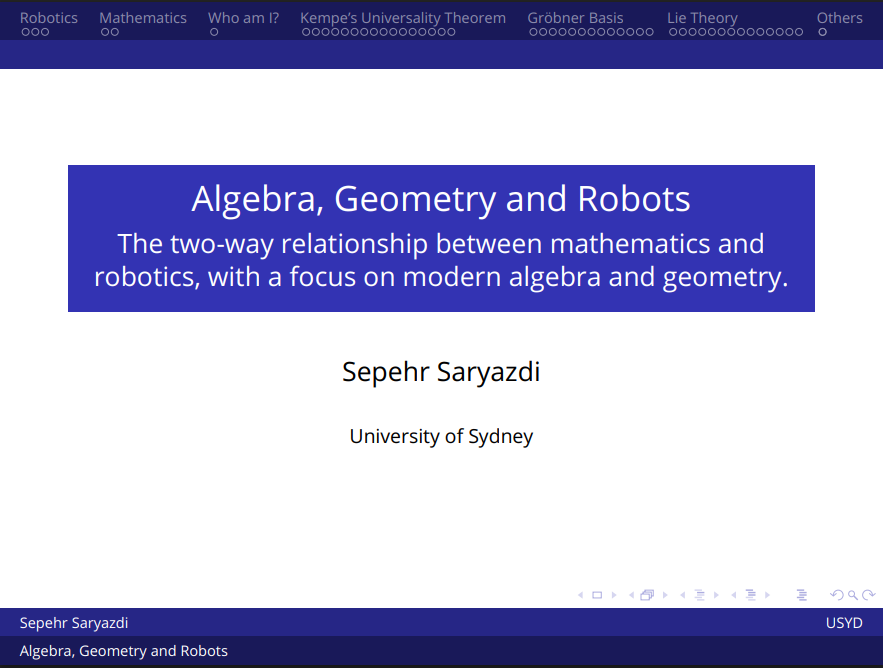 Robotics Mathematics Who am I? Kempe’s Universality Theorem Gröbner Basis Lie Theory Others
Algebra, Geometry and Robots
The two-way relationship between mathematics and
robotics, with a focus on modern algebra and geometry.
Sepehr Saryazdi
University of Sydney
Sepehr Saryazdi USYD
Algebra, Geometry and Robots